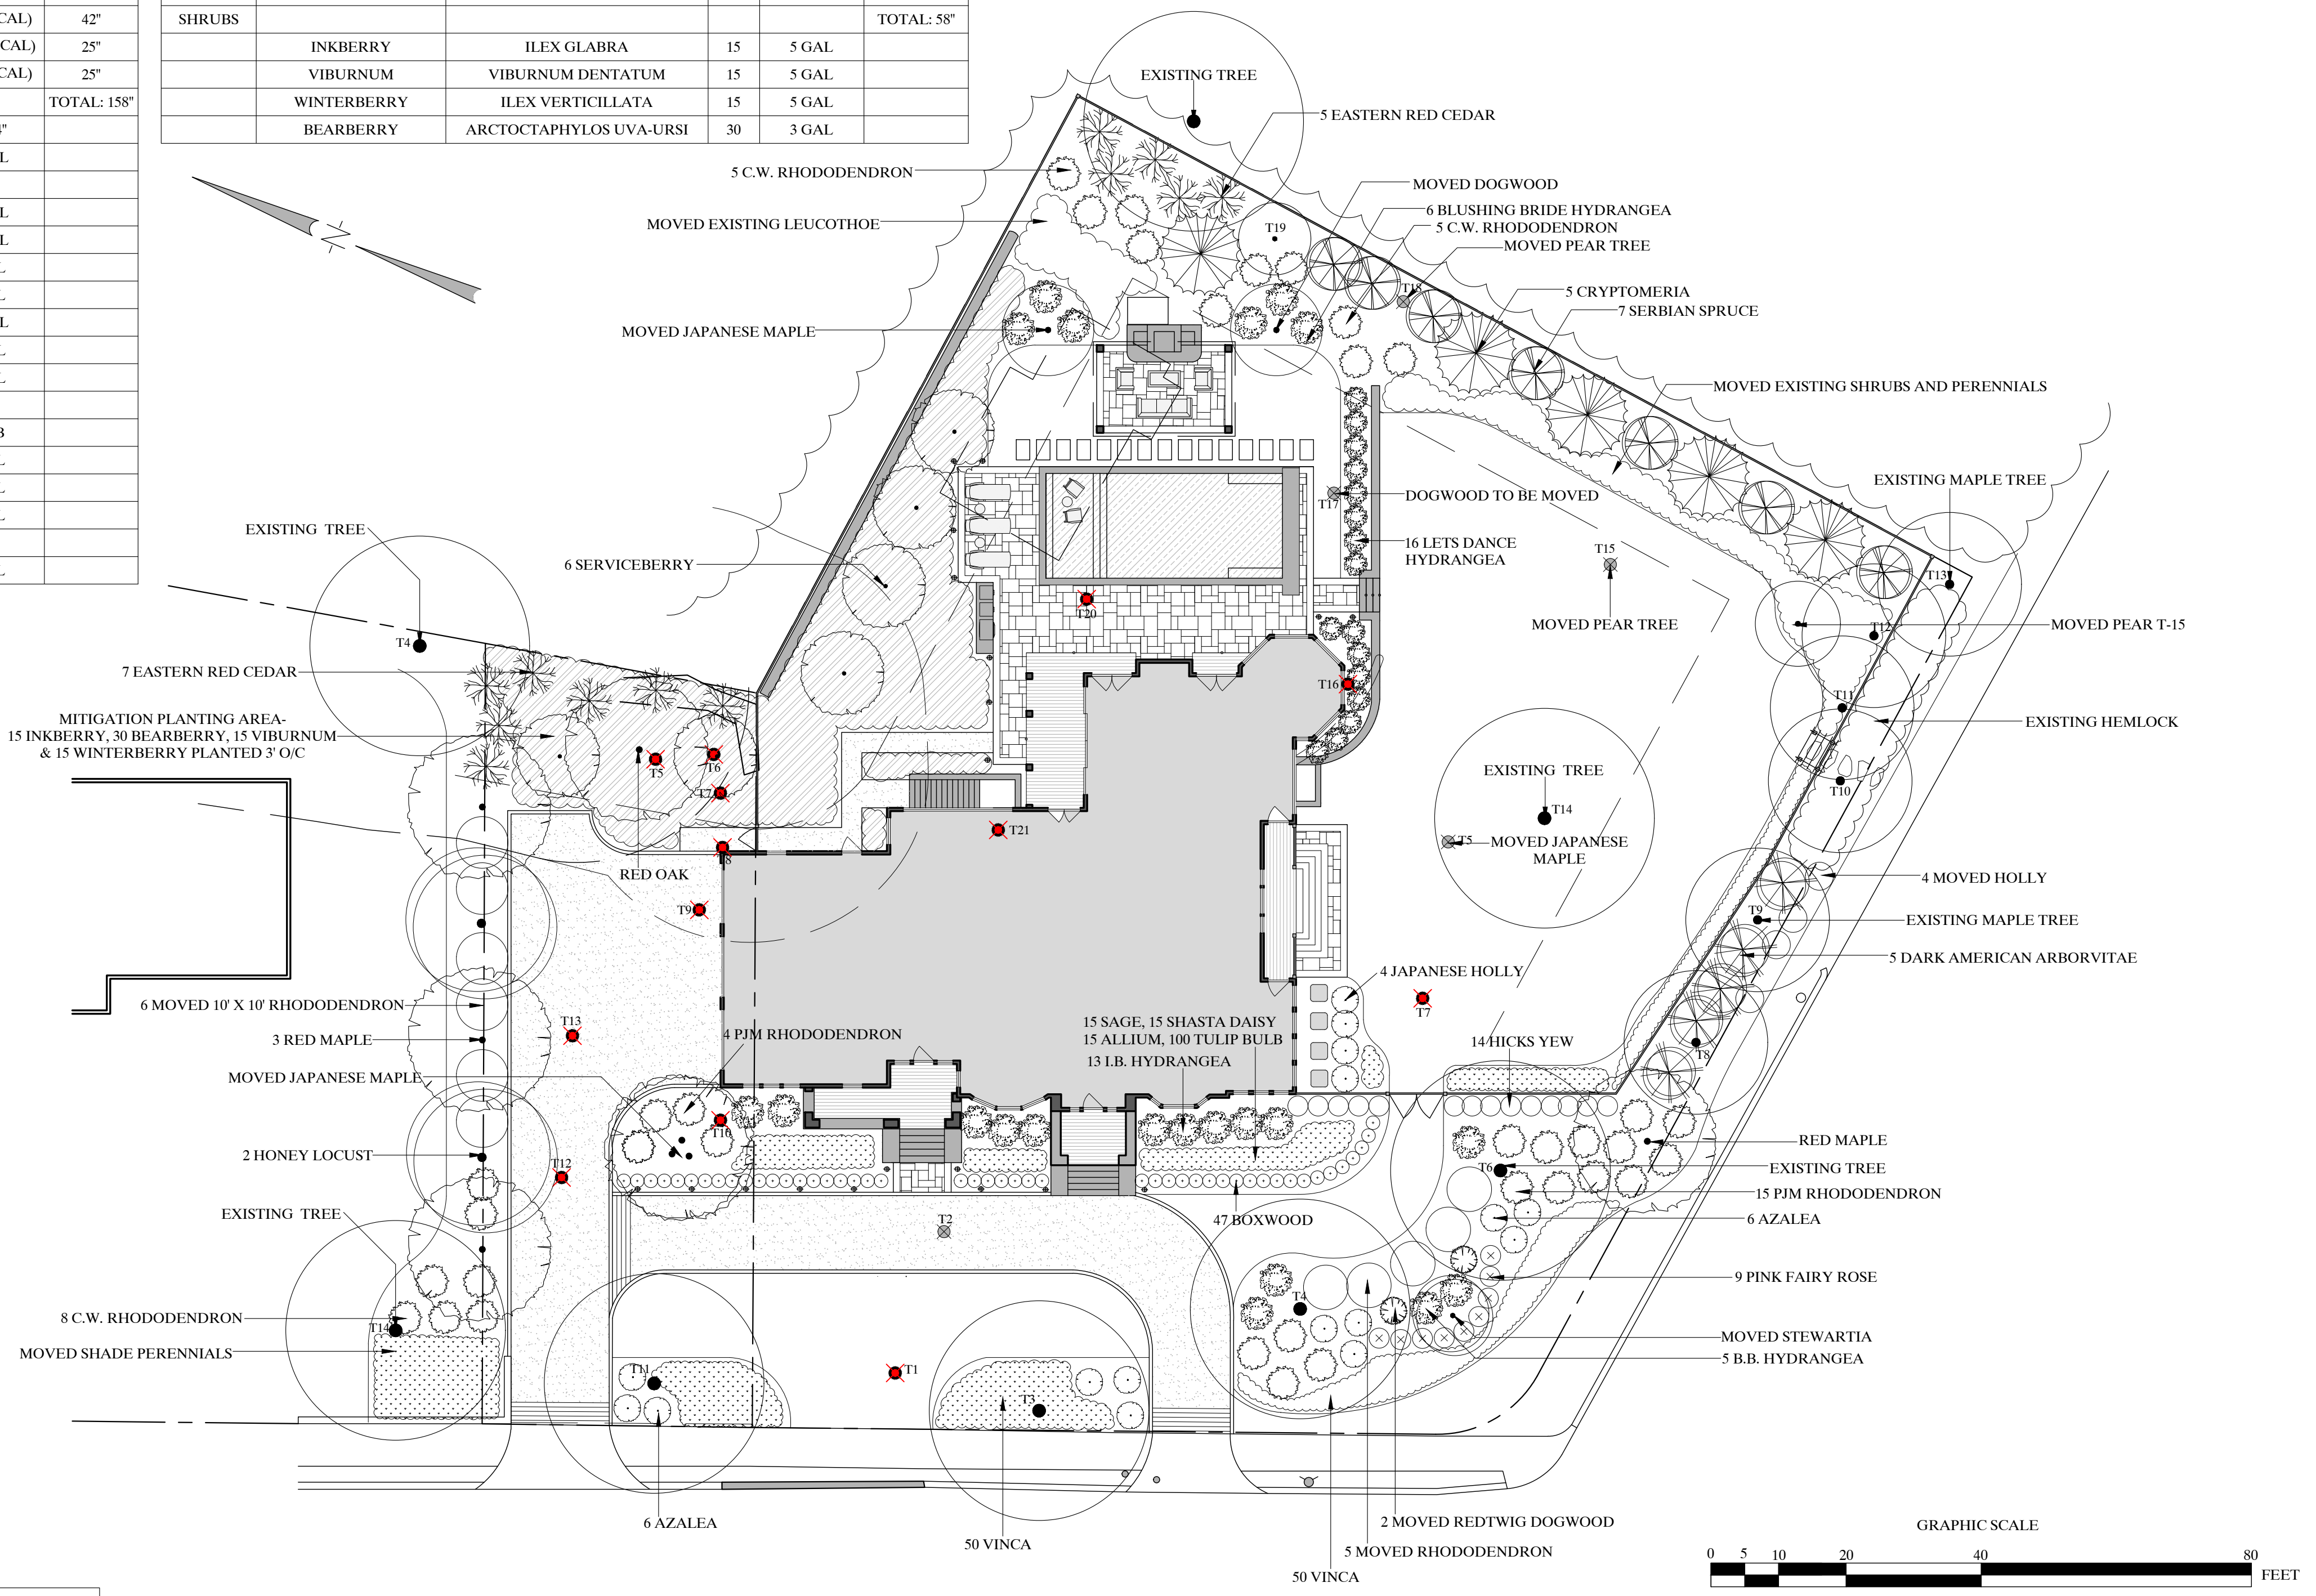 CAL) 42"
CAL) 25"
CAL) 25"
TOTAL: 158"
L
L
L
L
L
L
L
L
B
L
L
L
L
SHRUBS TOTAL: 58"
INKBERRY ILEX GLABRA 15 5 GAL
VIBURNUM VIBURNUM DENTATUM 15 5 GAL
WINTERBERRY ILEX VERTICILLATA 15 5 GAL
BEARBERRY ARCTOCTAPHYLOS UVA-URSI 30 3 GAL
N
EXISTING TREE
5 EASTERN RED CEDAR
5 C.W. RHODODENDRON
MOVED DOGWOOD
6 BLUSHING BRIDE HYDRANGEA
5 C.W. RHODODENDRON
MOVED EXISTING LEUCOTHOE
T19
MOVED PEAR TREE
T18
5 CRYPTOMERIA
7 SERBIAN SPRUCE
MOVED JAPANESE MAPLE
MOVED EXISTING SHRUBS AND PERENNIALS
EXISTING MAPLE TREE
DOGWOOD TO BE MOVED
T17
EXISTING TREE
16 LETS DANCE
HYDRANGEA
T15
6 SERVICEBERRY
T13
T20
MOVED PEAR TREE
MOVED PEAR T-15
T12
T4
7 EASTERN RED CEDAR
T16
T11
MITIGATION PLANTING AREA-
15 INKBERRY, 30 BEARBERRY, 15 VIBURNUM
& 15 WINTERBERRY PLANTED 3' O/C
EXISTING HEMLOCK
T5
T6
T7
EXISTING TREE
T10
T14
T21
T5
MOVED JAPANESE
MAPLE
8
RED OAK
4 MOVED HOLLY
T9
T9
EXISTING MAPLE TREE
5 DARK AMERICAN ARBORVITAE
4 JAPANESE HOLLY
6 MOVED 10' X 10' RHODODENDRON
T7
T13
15 SAGE, 15 SHASTA DAISY
15 ALLIUM, 100 TULIP BULB
4 PJM RHODODENDRON
3 RED MAPLE
14 HICKS YEW
T8
13 I.B. HYDRANGEA
MOVED JAPANESE MAPLE
T10
RED MAPLE
2 HONEY LOCUST
T12
T6
EXISTING TREE
15 PJM RHODODENDRON
EXISTING TREE
T2
47 BOXWOOD
6 AZALEA
9 PINK FAIRY ROSE
T4
8 C.W. RHODODENDRON
T14
MOVED STEWARTIA
MOVED SHADE PERENNIALS
5 B.B. HYDRANGEA
T11
T1
T3
6 AZALEA
50 VINCA
2 MOVED REDTWIG DOGWOOD
5 MOVED RHODODENDRON
50 VINCA
GRAPHIC SCALE
0 5 10 20 40 80
FEET